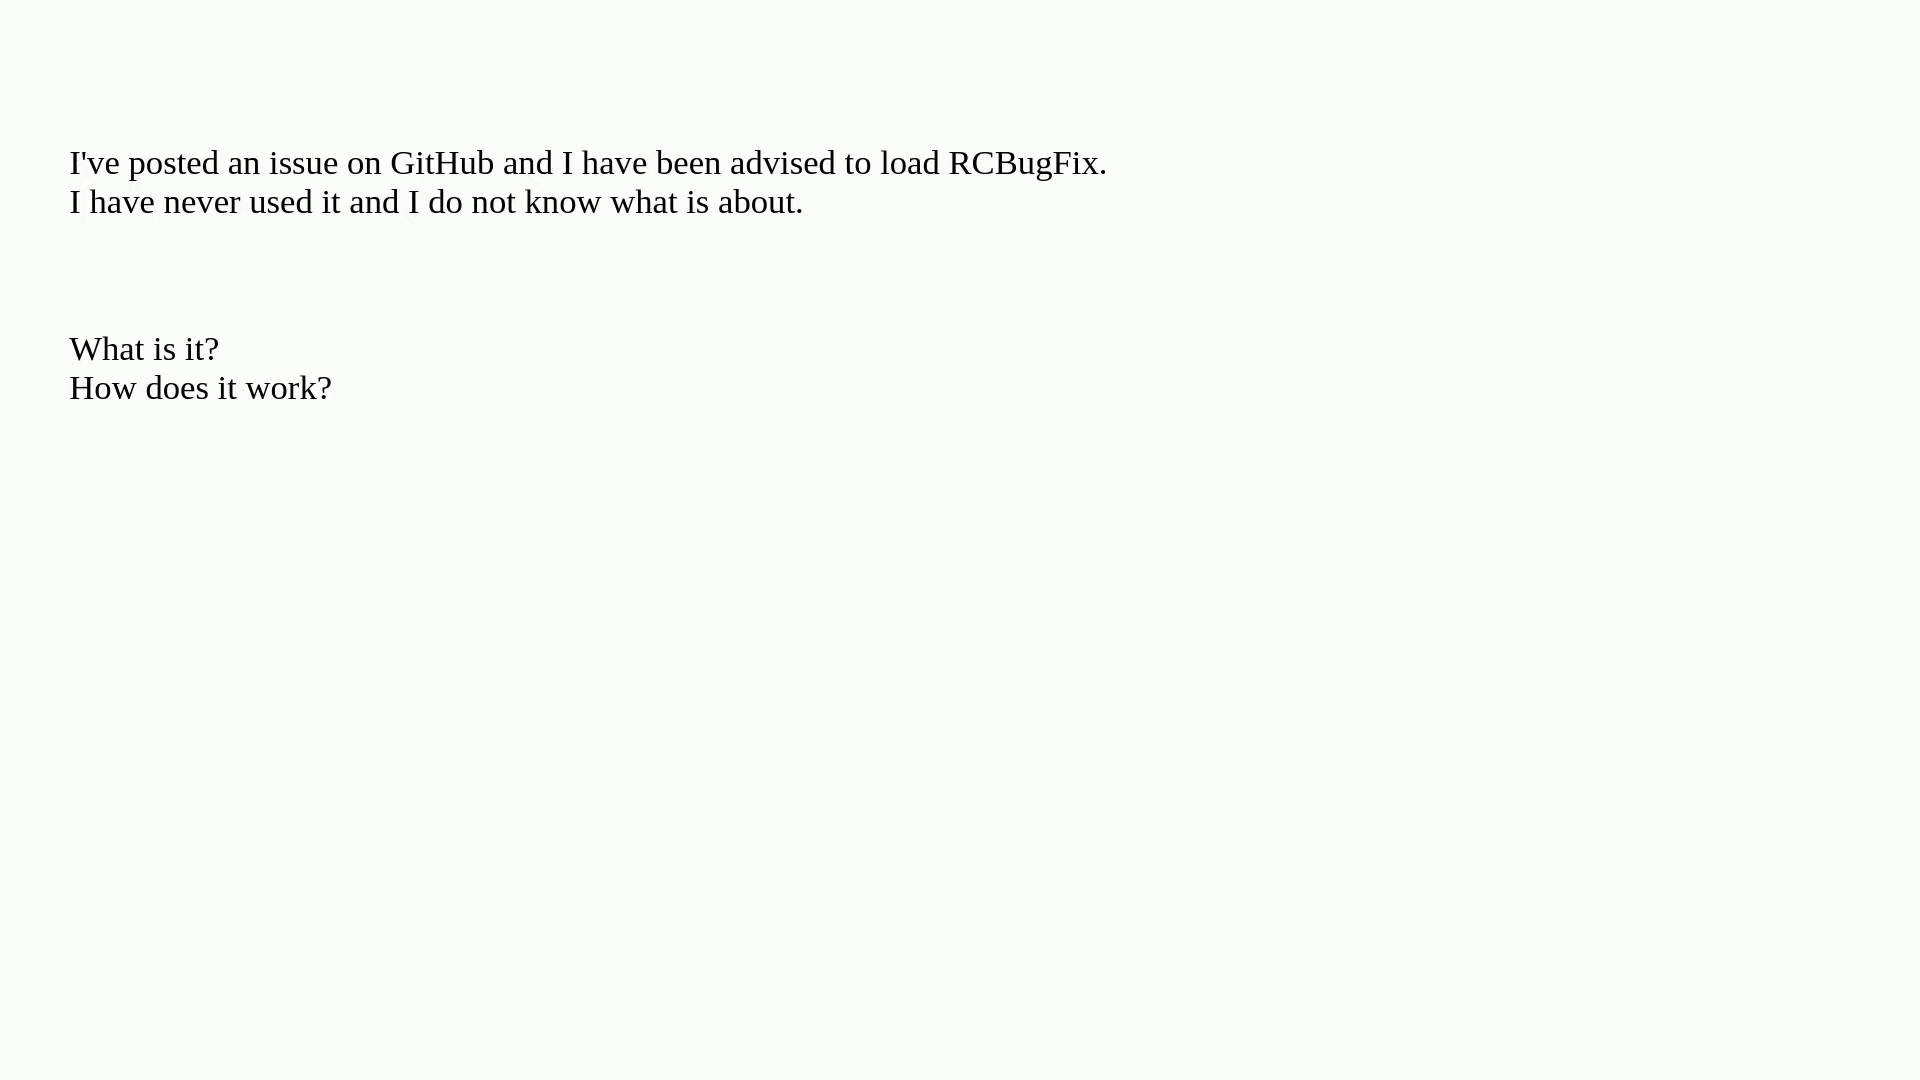 I've posted an issue on GitHub and I have been advised to load RCBugFix.
I have never used it and I do not know what is about.
What is it?
How does it work?